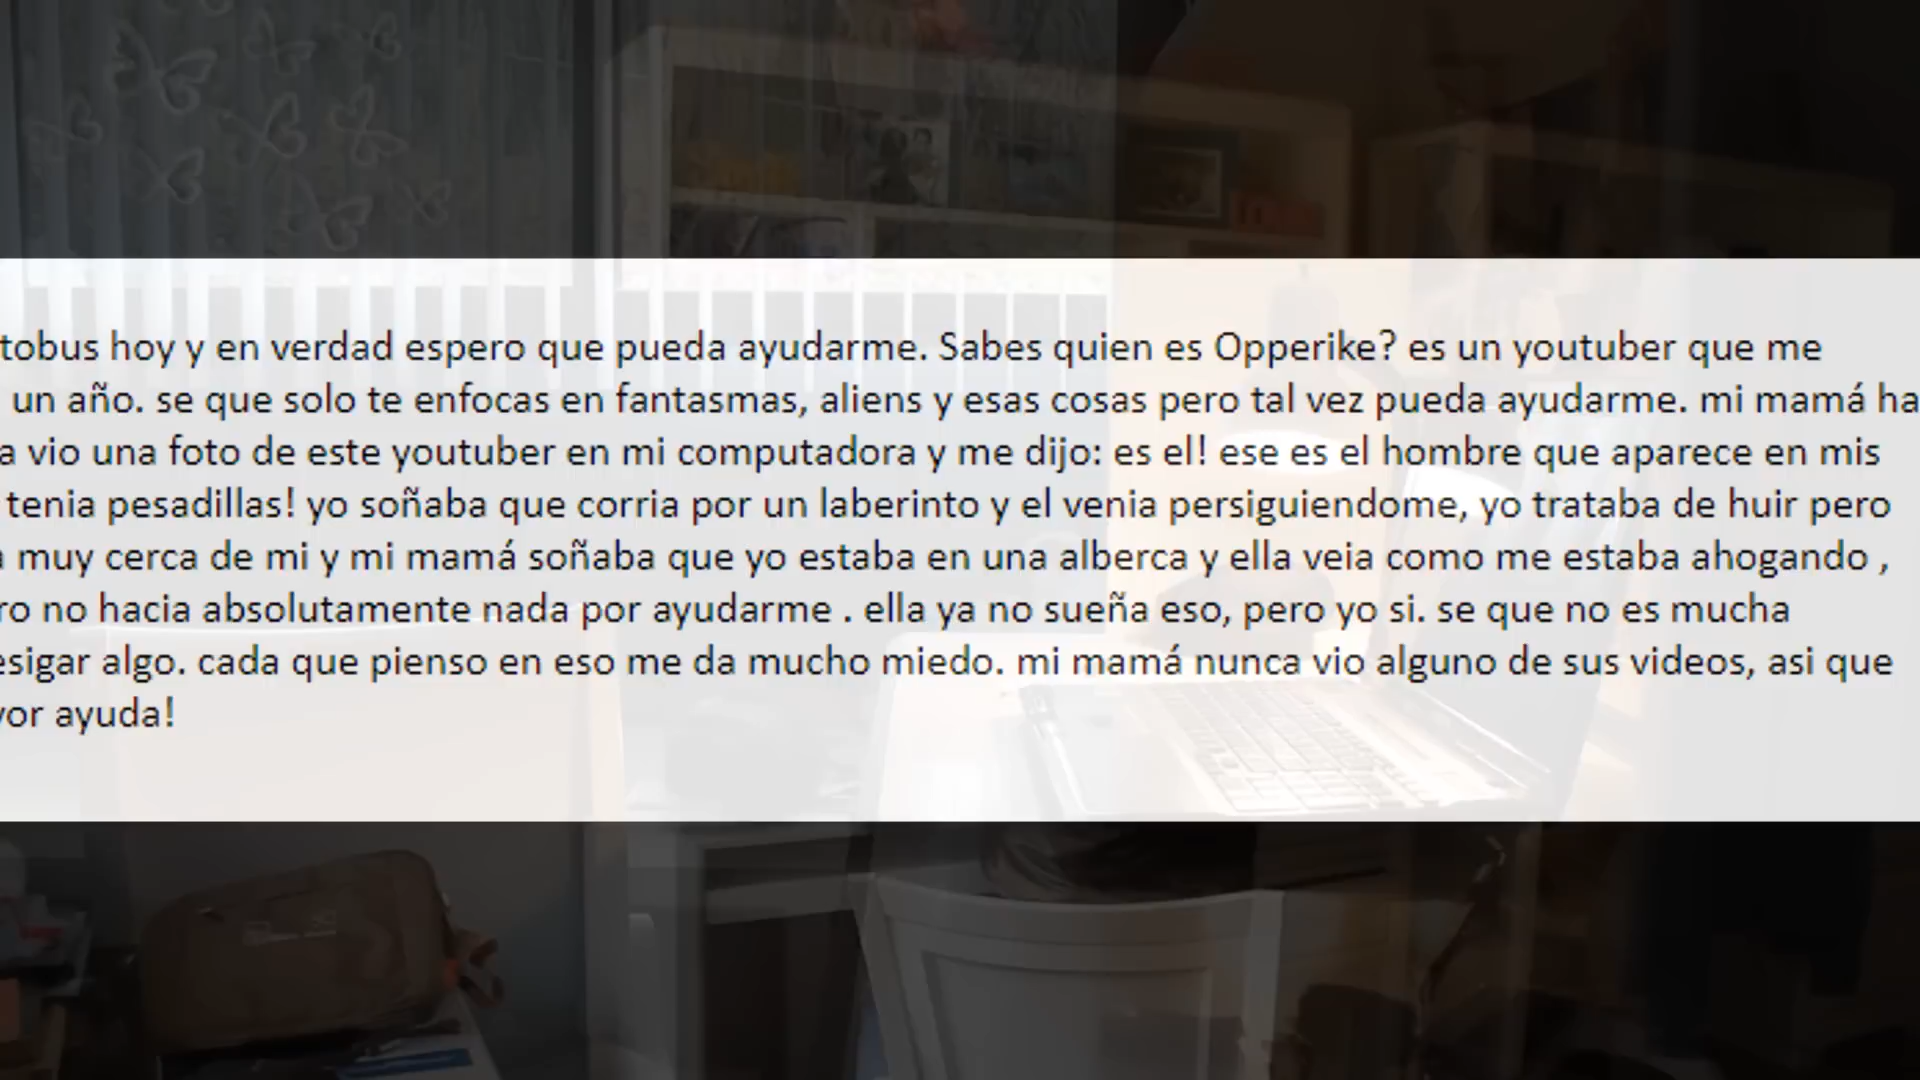 tobus hoy y en verdad espero que pueda ayudarme. Sabes quien es Opperike? es un youtuber que me
un año. se que solo te enfocas en fantasmas, aliens y esas cosas pero tal vez pueda ayudarme. mi mamá ha
a vio una foto de este youtuber en mi computadora y me dijo: es el! ese es el hombre que aparece en mis
tenia pesadillas! yo soñaba que corria por un laberinto y el venia persiguiendome, yo trataba de huir pero
a muy cerca de mi y mi mamá soñaba que yo estaba en una alberca y ella veia como me estaba ahogando ,
ro no hacia absolutamente nada por ayudarme . ella ya no sueña eso, pero yo si. se que no es mucha
esigar algo. cada que pienso en eso me da mucho miedo. mi mamá nunca vio alguno de sus videos, asi que
vor ayuda!